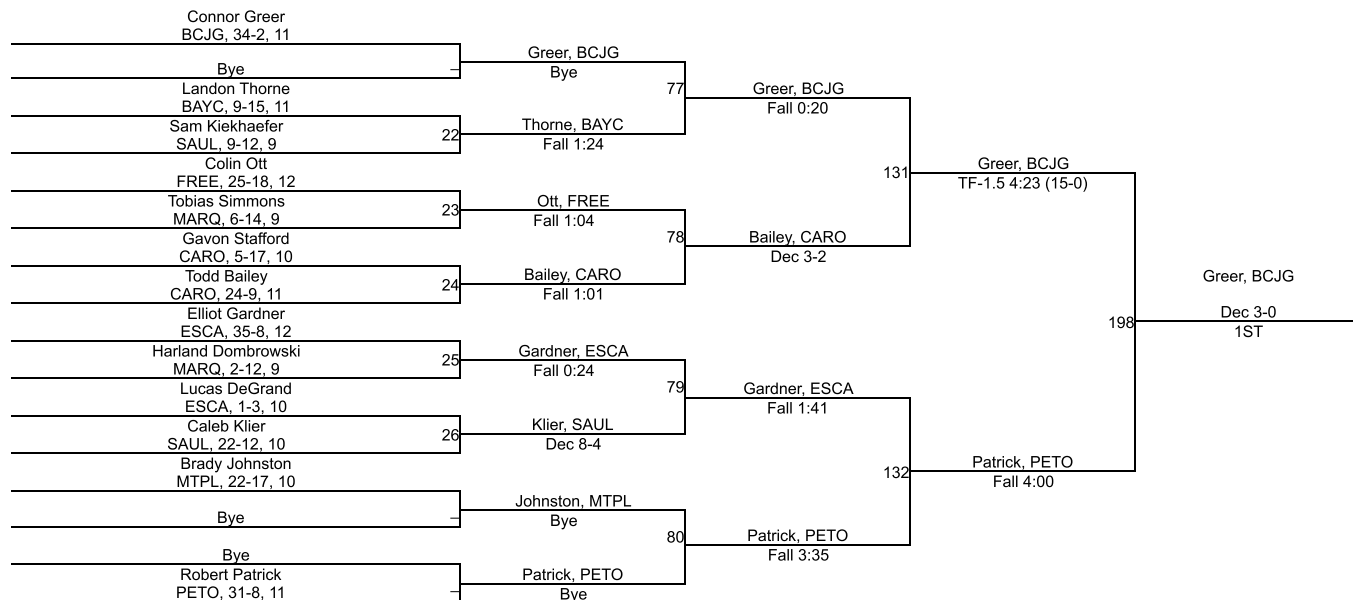 Connor Greer
BCJG, 34-2, 11
Bye
Landon Thorne
BAYC, 9-15, 11
Sam Kiekhaefer
SAUL, 9-12, 9
Colin Ott
FREE, 25-18, 12
Tobias Simmons
MARQ, 6-14, 9
Gavon Stafford
CARO, 5-17, 10
Todd Bailey
CARO, 24-9, 11
Elliot Gardner
ESCA, 35-8, 12
Harland Dombrowski
MARQ, 2-12, 9
Lucas DeGrand
ESCA, 1-3, 10
Caleb Klier
SAUL, 22-12, 10
Brady Johnston
MTPL, 22-17, 10
Bye
Bye
Robert Patrick
PETO, 31-8, 11
22
23
24
25
26
Greer, BCJG
Bye
Thorne, BAYC
Fall 1:24
Ott, FREE
Fall 1:04
Bailey, CARO
Fall 1:01
Gardner, ESCA
Fall 0:24
Klier, SAUL
Dec 8-4
Johnston, MTPL
Bye
Patrick, PETO
Bye
77
78
79
80
Greer, BCJG
Fall 0:20
Bailey, CARO
Dec 3-2
Gardner, ESCA
Fall 1:41
Patrick, PETO
Fall 3:35
131
132
Greer, BCJG
TF-1.5 4:23 (15-0)
Patrick, PETO
Fall 4:00
198
Greer, BCJG
Dec 3-0
1ST